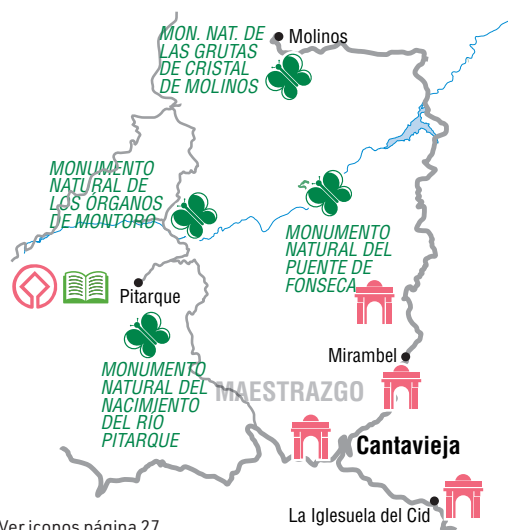 MON. NAT. DE
LAS GRUTAS
DE CRISTAL
DE MOLINOS
Molinos
MONUMENTO
NATURAL DE
LOS ÓRGANOS
DE MONTORO
MONUMENTO
NATURAL DEL
PUENTE DE
FONSECA
Pitarque
Mirambel
MONUMENTO
NATURAL DEL
NACIMIENTO
DEL RÍO
PITARQUE
MAESTRAZGO
Cantavieja
La Iglesuela del Cid
Ver iconos página 27